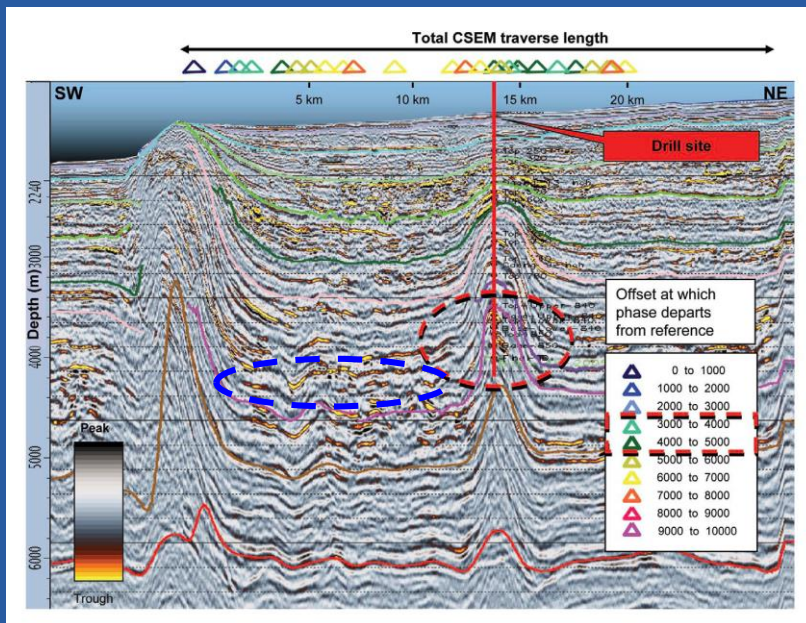 Total CSEM traverse length
SW
NE
5 km
10 km
15 km
20 km
Drill site
Depth (m)
2240
3000
4000
5000
6000
Offset at which
phase departs
from reference
0 to 1000
1000 to 2000
2000 to 3000
3000 to 4000
4000 to 5000
5000 to 6000
6000 to 7000
7000 to 8000
8000 to 9000
9000 to 10000
Peak
Trough